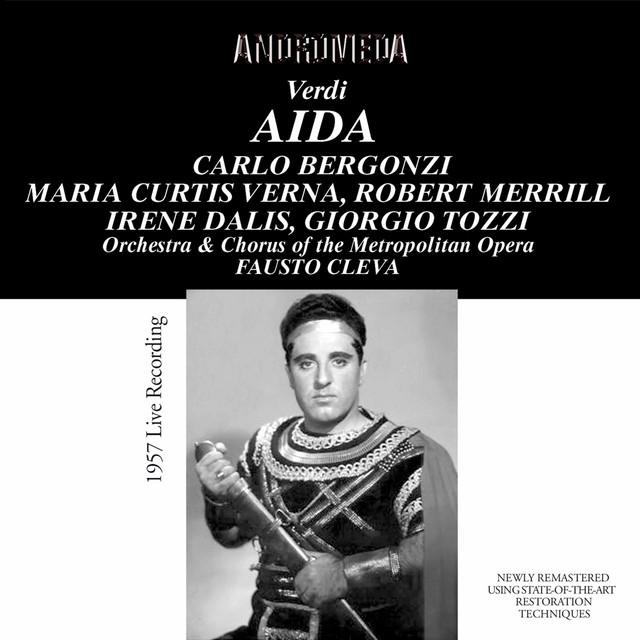 ANDROMEDA
Verdi
AIDA
CARLO BERGONZI
MARIA CURTIS VERNA, ROBERT MERRILL
IRENE DALIS, GIORGIO TOZZI
Orchestra & Chorus of the Metropolitan Opera
FAUSTO CLEVA
1957 Live Recording
NEWLY REMASTERED
USING STATE-OF-THE-ART
RESTORATION
TECHNIQUES